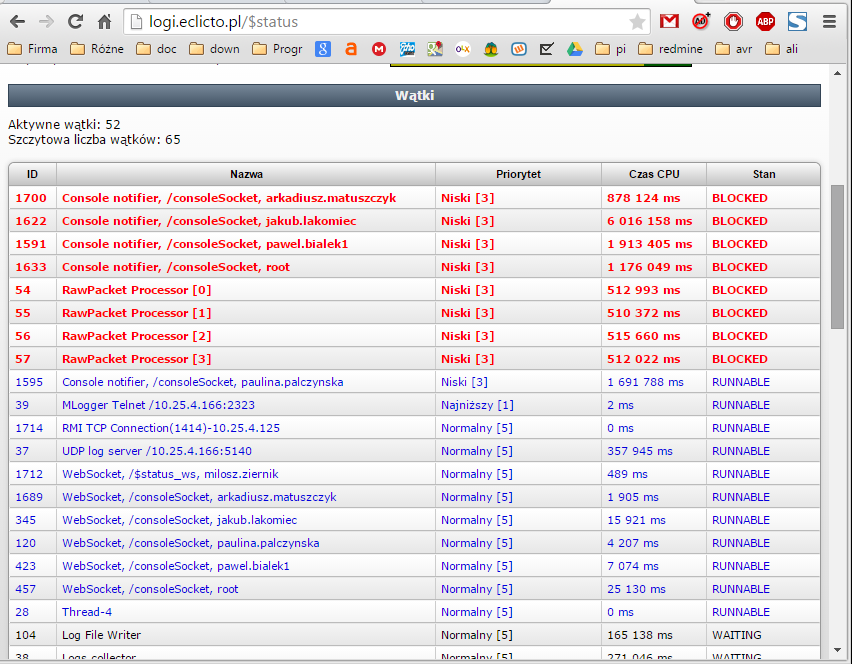 logi.eclicto.pl/$status
Firma Różne doc down Progr pi redmine avr ali
Wątki
Aktywne wątki: 52
Szczytowa liczba wątków: 65
ID Nazwa Priorytet Czas CPU Stan
1700 Console notifier, /consoleSocket, arkadiusz.matuszczyk Niski [3] 878 124 ms BLOCKED
1622 Console notifier, /consoleSocket, jakub.lakomiec Niski [3] 6 016 158 ms BLOCKED
1591 Console notifier, /consoleSocket, pawel.bialek1 Niski [3] 1 913 405 ms BLOCKED
1633 Console notifier, /consoleSocket, root Niski [3] 1 176 049 ms BLOCKED
54 RawPacket Processor [0] Niski [3] 512 993 ms BLOCKED
55 RawPacket Processor [1] Niski [3] 510 372 ms BLOCKED
56 RawPacket Processor [2] Niski [3] 515 660 ms BLOCKED
57 RawPacket Processor [3] Niski [3] 512 022 ms BLOCKED
1595 Console notifier, /consoleSocket, paulina.palczynska Niski [3] 1 691 788 ms RUNNABLE
39 MLogger Telnet /10.25.4.166:2323 Najniższy [1] 2 ms RUNNABLE
1714 RMI TCP Connection(1414)-10.25.4.125 Normalny [5] 0 ms RUNNABLE
37 UDP log server /10.25.4.166:5140 Normalny [5] 357 945 ms RUNNABLE
1712 WebSocket, /$status_ws, milosz.ziernik Normalny [5] 489 ms RUNNABLE
1689 WebSocket, /consoleSocket, arkadiusz.matuszczyk Normalny [5] 1 905 ms RUNNABLE
345 WebSocket, /consoleSocket, jakub.lakomiec Normalny [5] 15 921 ms RUNNABLE
120 WebSocket, /consoleSocket, paulina.palczynska Normalny [5] 4 207 ms RUNNABLE
423 WebSocket, /consoleSocket, pawel.bialek1 Normalny [5] 7 074 ms RUNNABLE
457 WebSocket, /consoleSocket, root Normalny [5] 25 130 ms RUNNABLE
28 Thread-4 Normalny [5] 0 ms RUNNABLE
104 Log File Writer Normalny [5] 165 138 ms WAITING
38 Logs collector Normalny [5] 271 046 ms WAITING